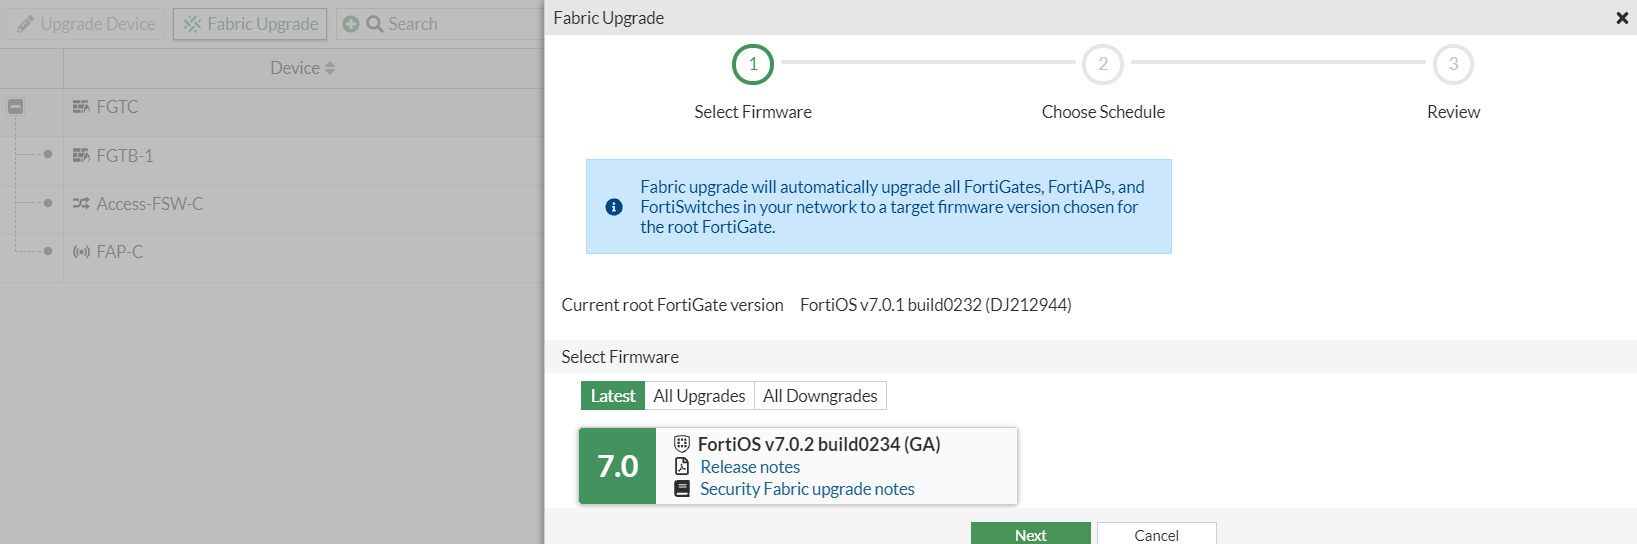 Upgrade Device
Fabric Upgrade
Search
Device
FGTC
FGTB-1
Access-FSW-C
FAP-C
Fabric Upgrade
1
2
3
Select Firmware
Choose Schedule
Review
Fabric upgrade will automatically upgrade all FortiGates, FortiAPs, and
FortiSwitches in your network to a target firmware version chosen for
the root FortiGate.
Current root FortiGate version FortiOS v7.0.1 build0232 (DJ212944)
Select Firmware
Latest
All Upgrades
All Downgrades
7.0
FortiOS v7.0.2 build0234 (GA)
Release notes
Security Fabric upgrade notes
Next
Cancel